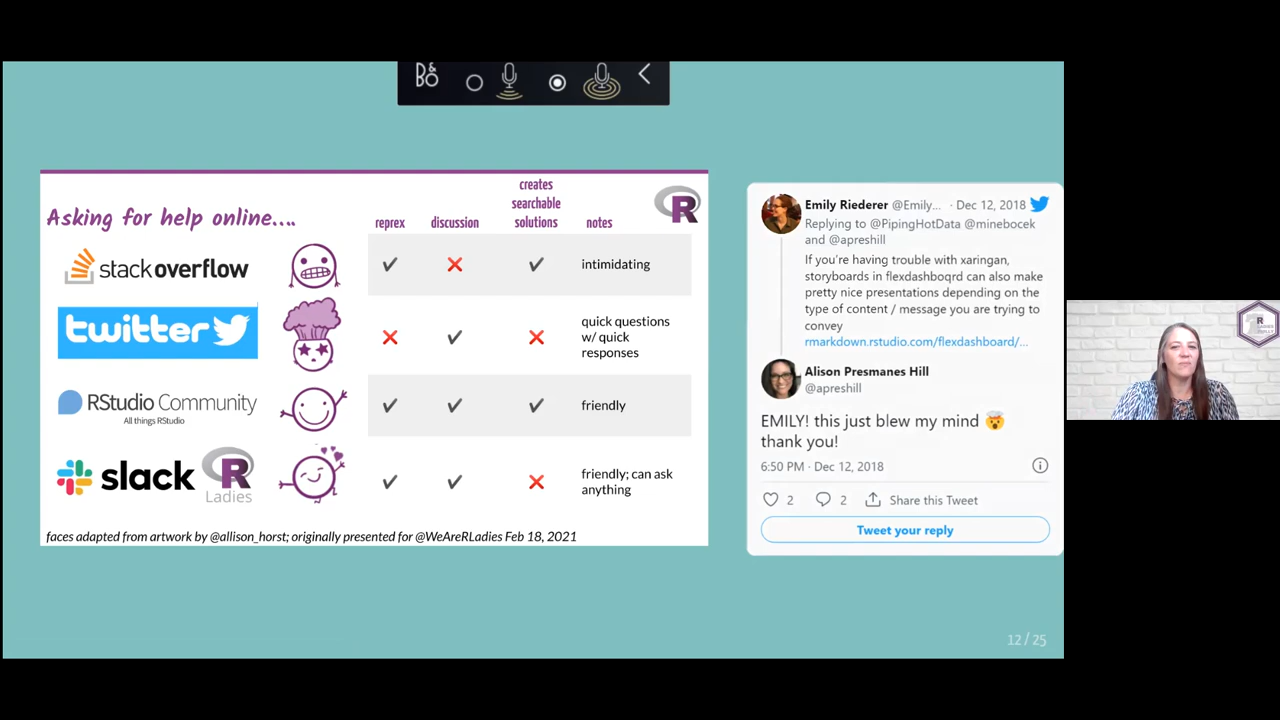 B&
BO
Asking for help online....
creates
searchable
reprex discussion solutions notes
R
stack overflow
intimidating
twitter
quick questions
w/ quick
responses
RStudio Community
All things RStudio
friendly
slack R
Ladies
friendly; can ask
anything
faces adapted from artwork by @allison_horst; originally presented for @WeAreRLadies Feb 18, 2021
Emily Riederer @Emily... · Dec 12, 2018
Replying to @PipingHotData @minebocek
and @apreshill
If you're having trouble with xaringan,
storyboards in flexdashboqrd can also make
pretty nice presentations depending on the
type of content / message you are trying to
convey
rmarkdown.rstudio.com/flexdashboard/...
Alison Presmanes Hill
@apreshill
EMILY! this just blew my mind 🤯
thank you!
6:50 PM · Dec 12, 2018
2 2 Share this Tweet
Tweet your reply
12 / 25
R